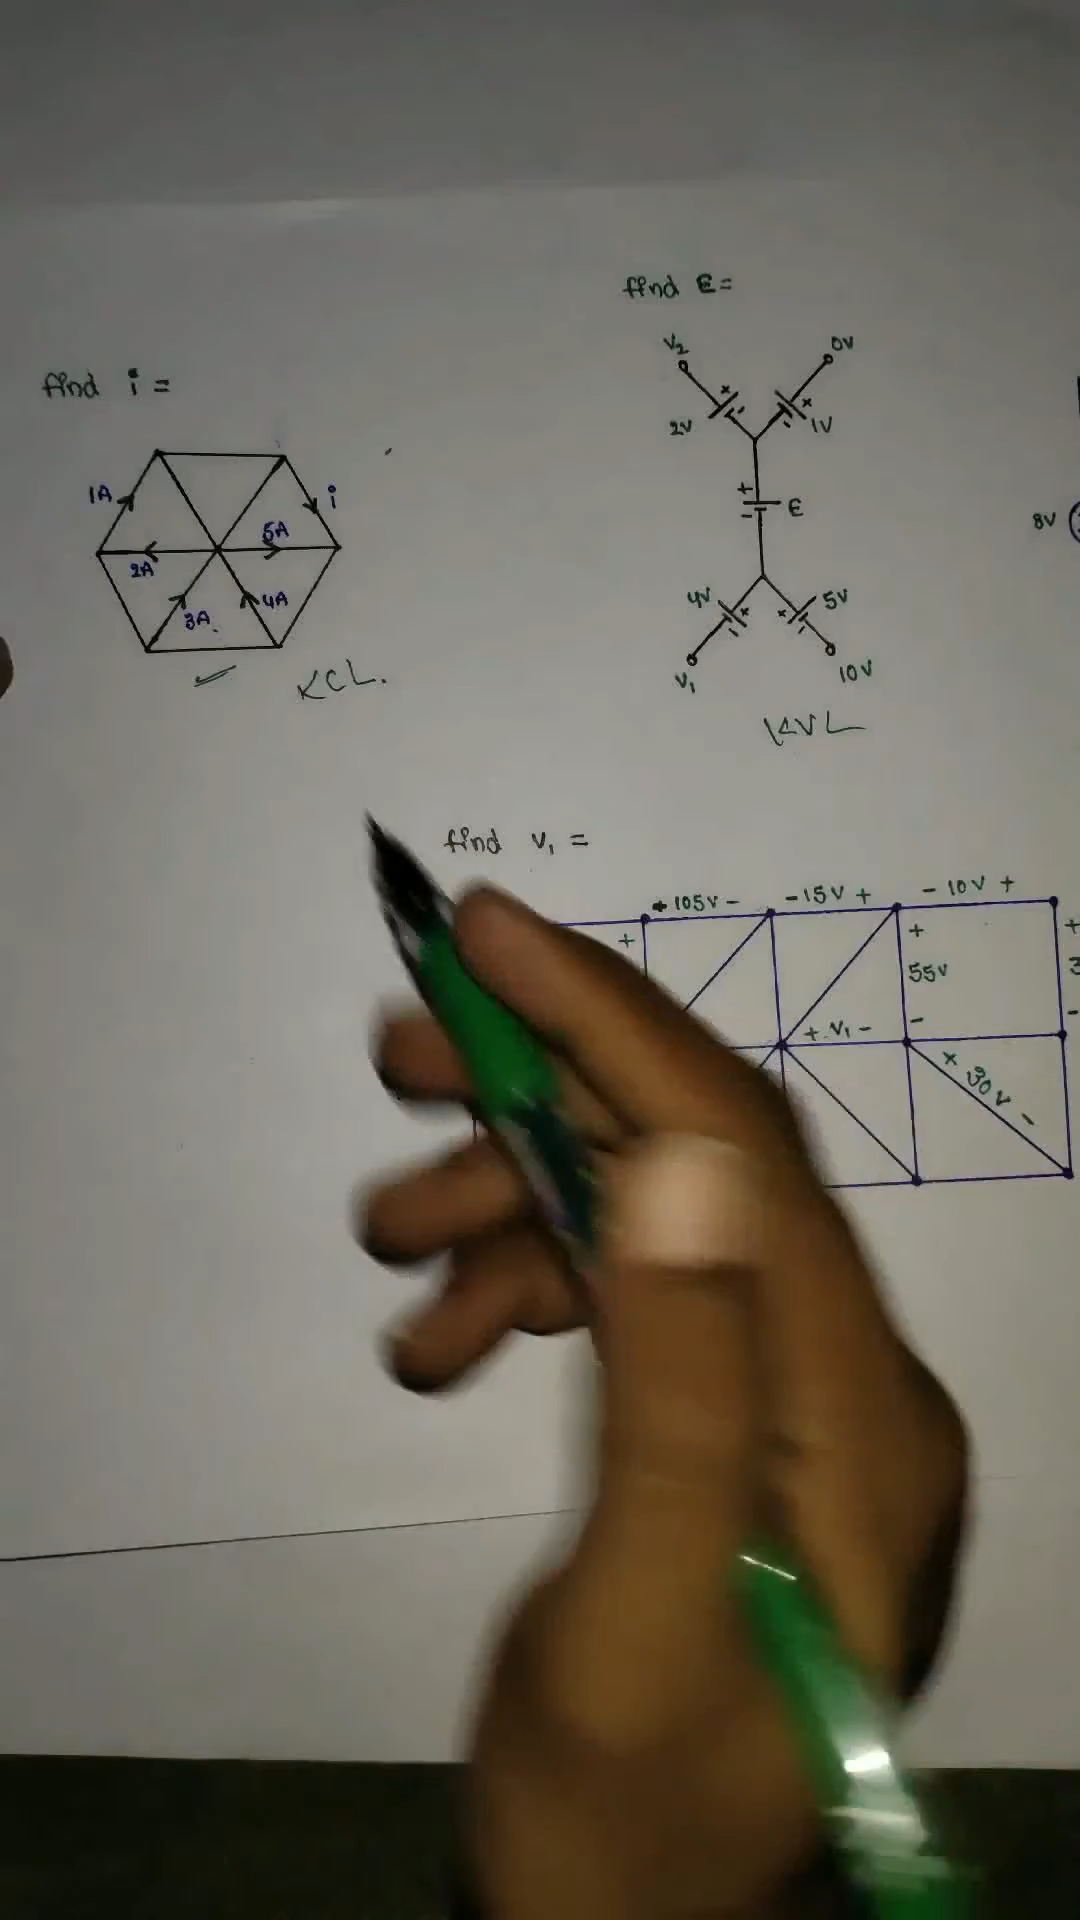 find E =
V2
0V
2V
1V
+ -
+ -
+
-
E
4V
5V
+ -
+ -
V1
10V
KVL
8V
find i =
1A
i
5A
2A
4A
3A
KCL.
find V1 =
+ 105V -
- 15V +
- 10V +
+
+
55V
-
+
3
-
+ V1 -
+ 30V -